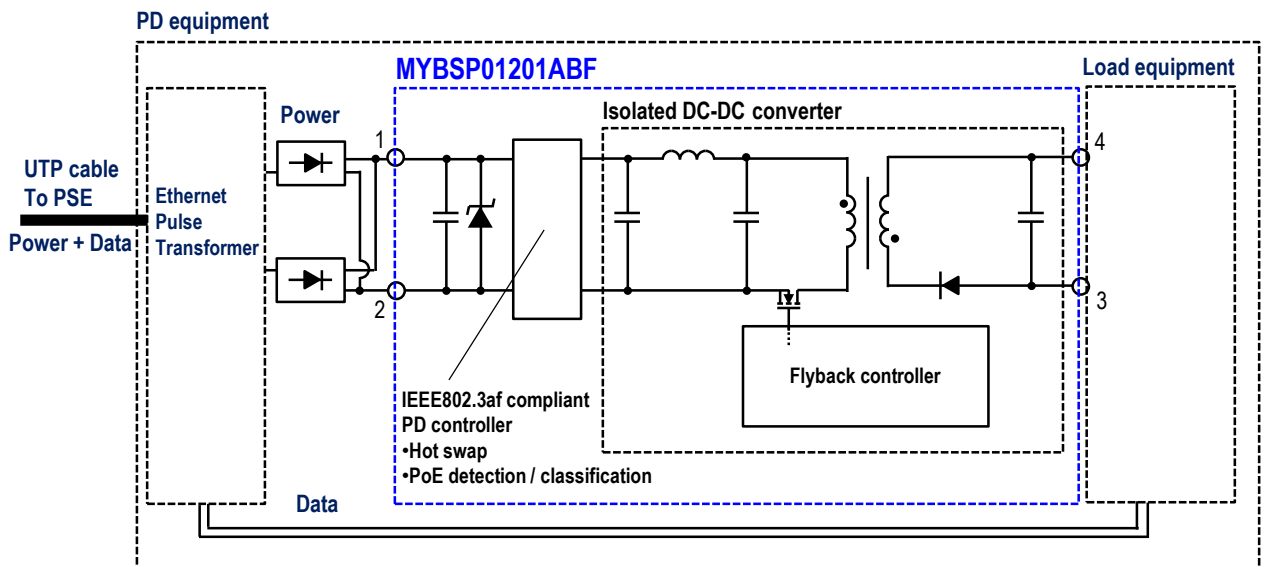 PD equipment
MYBSP01201ABF
Load equipment
Isolated DC-DC converter
Power
1
4
UTP cable
To PSE
Power + Data
Ethernet
Pulse
Transformer
2
3
Flyback controller
IEEE802.3af compliant
PD controller
•Hot swap
•PoE detection / classification
Data